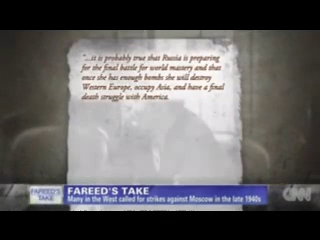 "...it is probably true that Russia is preparing
for the final battle for world mastery and that
once she has enough bombs she will destroy
Western Europe, occupy Asia, and have a final
death struggle with America.
FAREED'S TAKE
FAREED'S
TAKE
Many in the West called for strikes against Moscow in the late 1940s
CNN